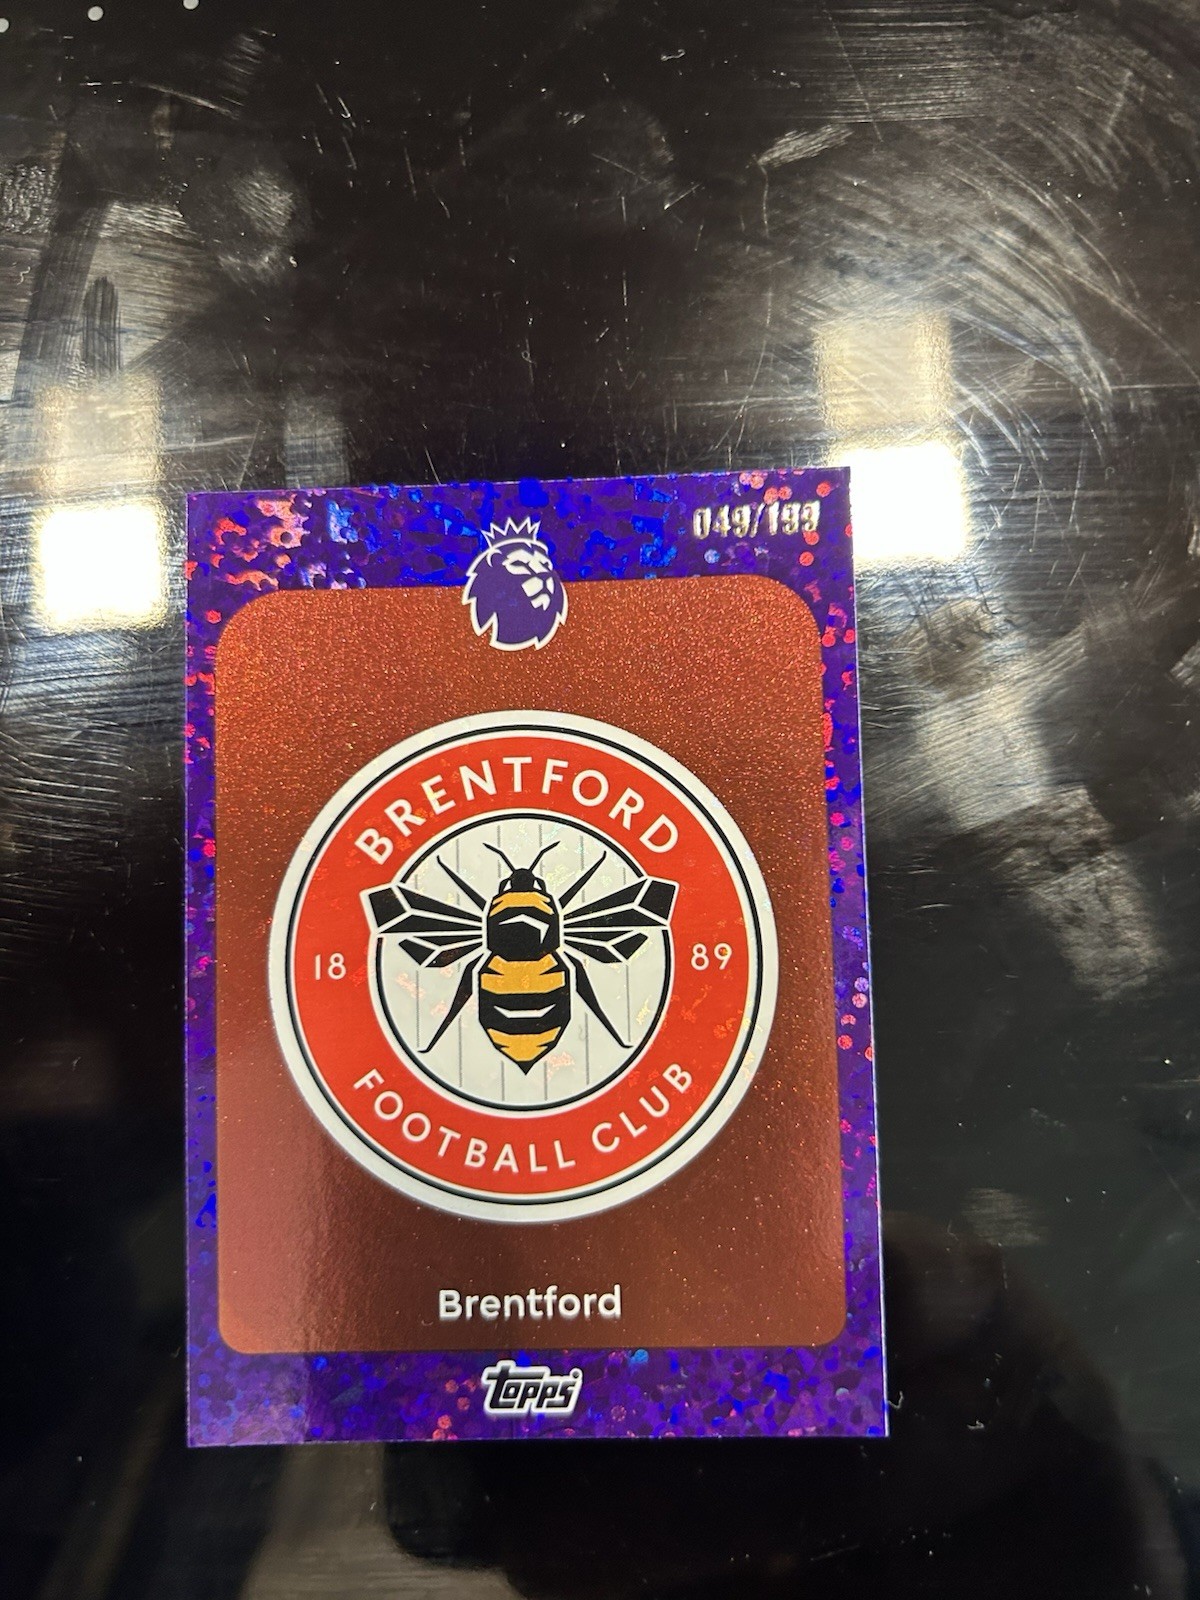 049/199
BRENTFORD
18 89
FOOTBALL CLUB
Brentford
topps®